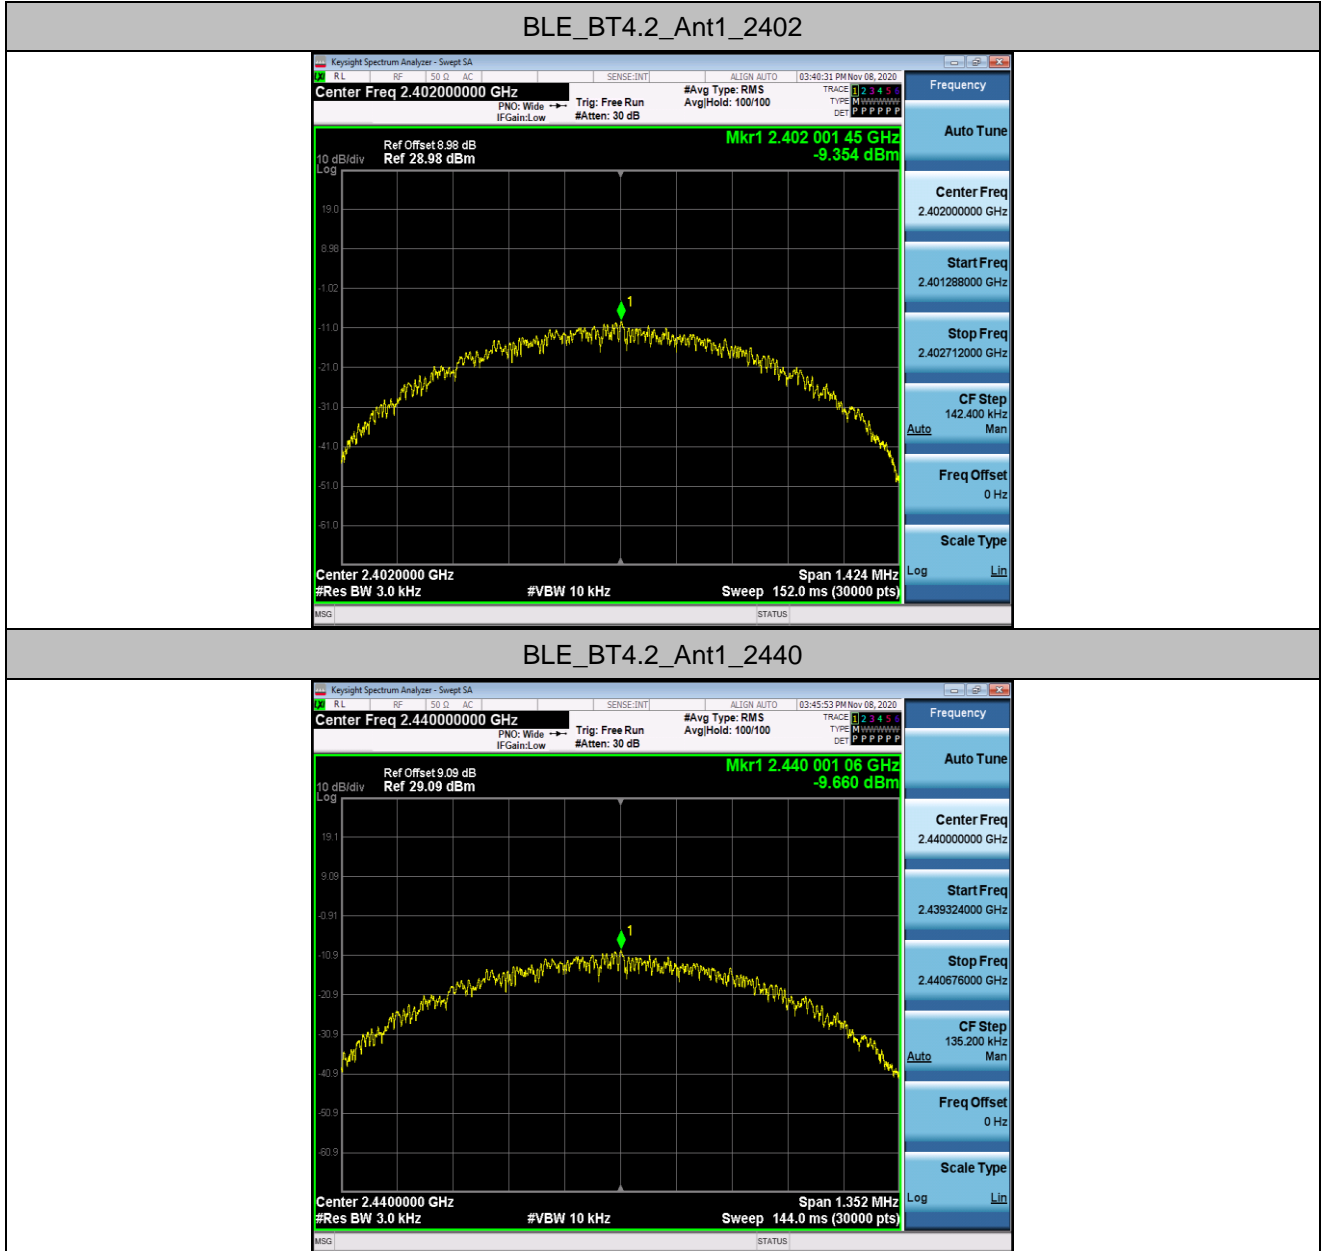 BLE_BT4.2_Ant1_2402
Keysight Spectrum Analyzer - Swept SA
RL RF 50 Ω AC SENSE:INT ALIGN AUTO 03:40:31 PM Nov 08, 2020
Center Freq 2.402000000 GHz
PNO: Wide
IFGain:Low
Trig: Free Run
#Atten: 30 dB
#Avg Type: RMS
Avg|Hold: 100/100
TRACE 1 2 3 4 5 6
TYPE M WWWWW
DET P P P P P P
Frequency
Mkr1 2.402 001 45 GHz
-9.354 dBm
Ref Offset 8.98 dB
10 dB/div Ref 28.98 dBm
Log
19.0
8.98
-1.02
-11.0
-21.0
-31.0
-41.0
-51.0
-61.0
1
Center 2.4020000 GHz Span 1.424 MHz
#Res BW 3.0 kHz #VBW 10 kHz Sweep 152.0 ms (30000 pts)
MSG STATUS
Auto Tune
Center Freq
2.402000000 GHz
Start Freq
2.401288000 GHz
Stop Freq
2.402712000 GHz
CF Step
142.400 kHz
Auto Man
Freq Offset
0 Hz
Scale Type
Log Lin
BLE_BT4.2_Ant1_2440
Keysight Spectrum Analyzer - Swept SA
RL RF 50 Ω AC SENSE:INT ALIGN AUTO 03:45:53 PM Nov 08, 2020
Center Freq 2.440000000 GHz
PNO: Wide
IFGain:Low
Trig: Free Run
#Atten: 30 dB
#Avg Type: RMS
Avg|Hold: 100/100
TRACE 1 2 3 4 5 6
TYPE M WWWWW
DET P P P P P P
Frequency
Mkr1 2.440 001 06 GHz
-9.660 dBm
Ref Offset 9.09 dB
10 dB/div Ref 29.09 dBm
Log
19.1
9.09
-0.91
-10.9
-20.9
-30.9
-40.9
-50.9
-60.9
1
Center 2.4400000 GHz Span 1.352 MHz
#Res BW 3.0 kHz #VBW 10 kHz Sweep 144.0 ms (30000 pts)
MSG STATUS
Auto Tune
Center Freq
2.440000000 GHz
Start Freq
2.439324000 GHz
Stop Freq
2.440676000 GHz
CF Step
135.200 kHz
Auto Man
Freq Offset
0 Hz
Scale Type
Log Lin